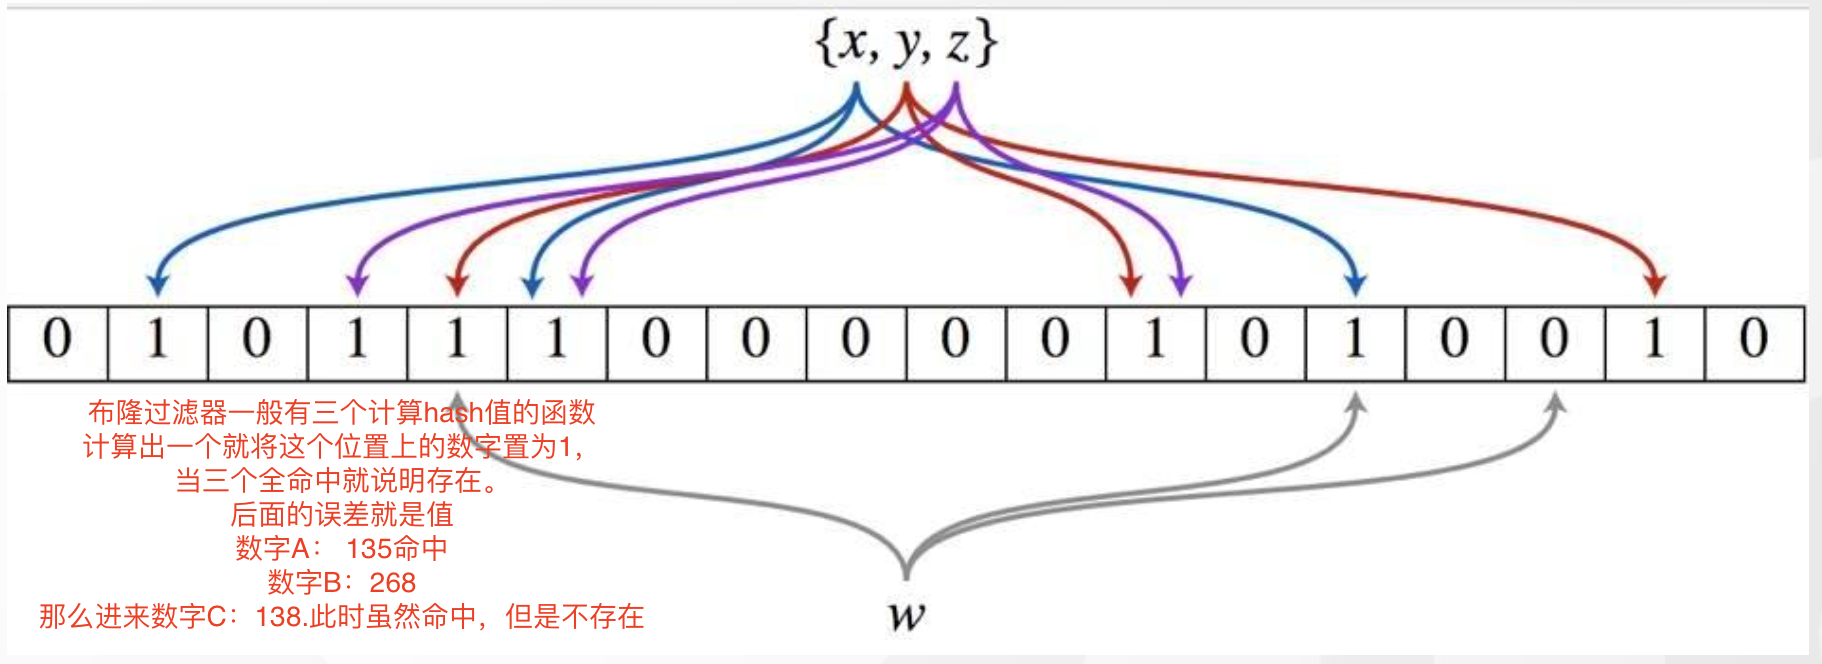 {x, y, z}
0 1 0 1 1 1 0 0 0 0 0 1 0 1 0 0 1 0
布隆过滤器一般有三个计算hash值的函数
计算出一个就将这个位置上的数字置为1，
当三个全命中就说明存在。
后面的误差就是值
数字A： 135命中
数字B：268
那么进来数字C：138.此时虽然命中，但是不存在
w